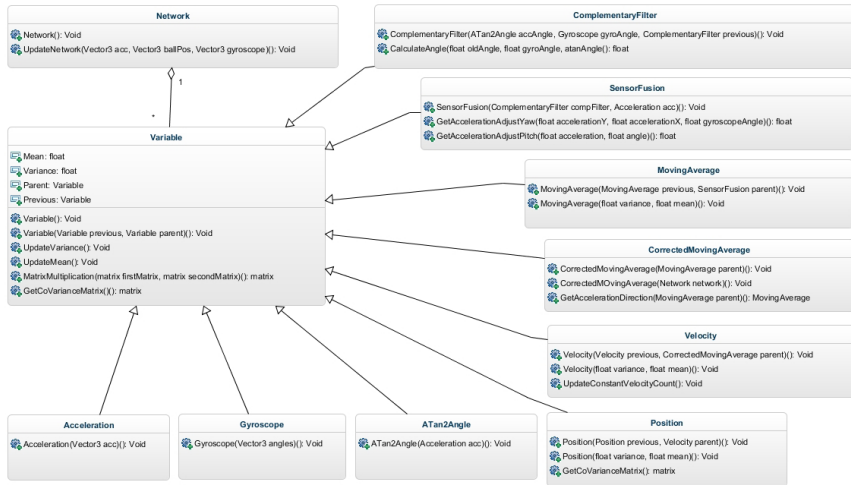 Network
Network(): Void
UpdateNetwork(Vector3 acc, Vector3 ballPos, Vector3 gyroscope)(): Void
1
*
ComplementaryFilter
ComplementaryFilter(ATan2Angle accAngle, Gyroscope gyroAngle, ComplementaryFilter previous)(): Void
CalculateAngle(float oldAngle, float gyroAngle, atanAngle(): float
SensorFusion
SensorFusion(ComplementaryFilter compFilter, Acceleration acc)(): Void
GetAccelerationAdjustYaw(float accelerationY, float accelerationX, float gyroscopeAngle)(): float
GetAccelerationAdjustPitch(float acceleration, float angle)(): float
Variable
Mean: float
Variance: float
Parent: Variable
Previous: Variable
Variable(): Void
Variable(Variable previous, Variable parent)(): Void
UpdateVariance(): Void
UpdateMean(): Void
MatrixMultiplication(matrix firstMatrix, matrix secondMatrix)(): matrix
GetCoVarianceMatrix()(): matrix
MovingAverage
MovingAverage(MovingAverage previous, SensorFusion parent)(): Void
MovingAverage(float variance, float mean)(): Void
CorrectedMovingAverage
CorrectedMovingAverage(MovingAverage parent)(): Void
CorrectedMOvingAverage(Network network)(): Void
GetAccelerationDirection(MovingAverage parent)(): MovingAverage
Velocity
Velocity(Velocity previous, CorrectedMovingAverage parent)(): Void
Velocity(float variance, float mean)(): Void
UpdateConstantVelocityCount(): Void
Acceleration
Acceleration(Vector3 acc)(): Void
Gyroscope
Gyroscope(Vector3 angles)(): Void
ATan2Angle
ATan2Angle(Acceleration acc)(): Void
Position
Position(Position previous, Velocity parent)(): Void
Position(float variance, float mean)(): Void
GetCoVarianceMatrix(): matrix